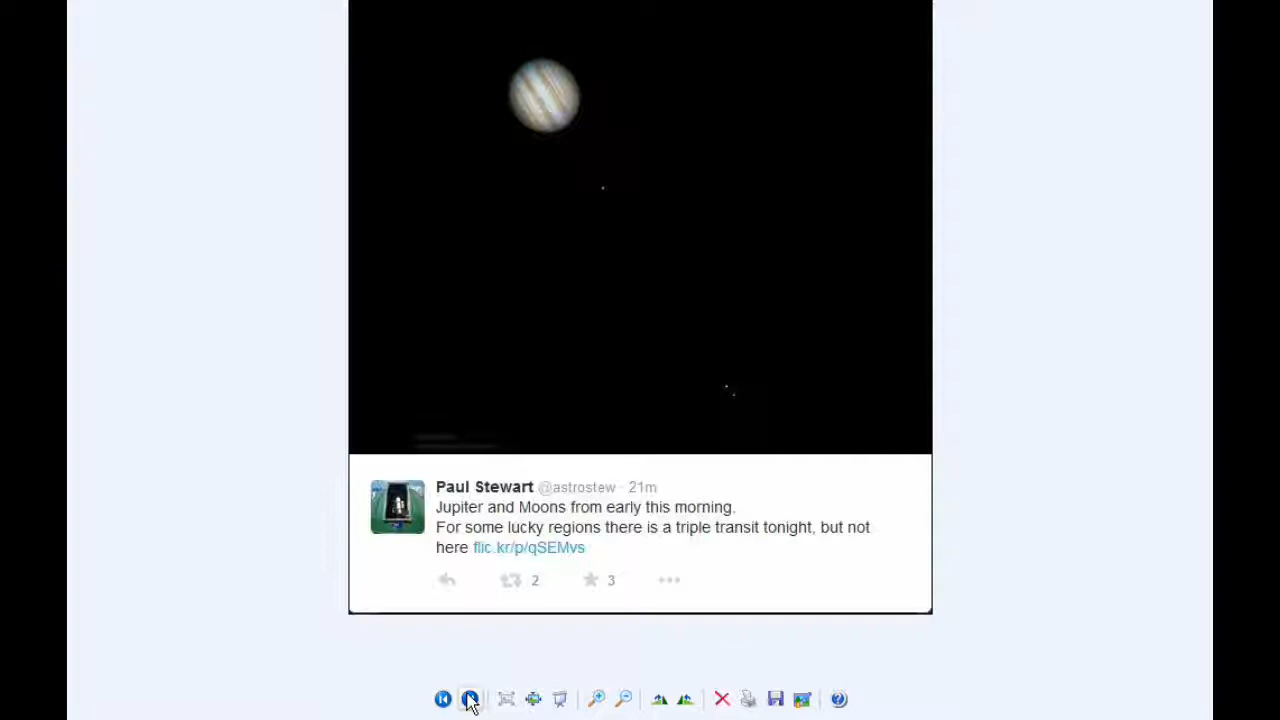 Paul Stewart @astrostew · 21m
Jupiter and Moons from early this morning.
For some lucky regions there is a triple transit tonight, but not
here flic.kr/p/qSEMvs
2 3